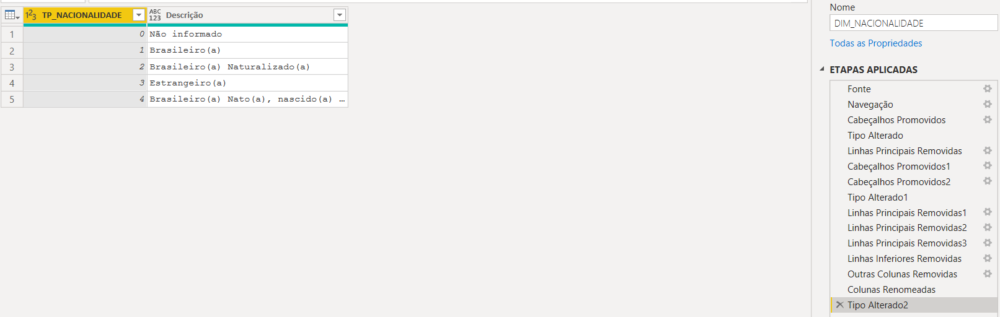 1²3 TP_NACIONALIDADE ABC 123 Descrição
1 0 Não informado
2 1 Brasileiro(a)
3 2 Brasileiro(a) Naturalizado(a)
4 3 Estrangeiro(a)
5 4 Brasileiro(a) Nato(a), nascido(a) ...
Nome
DIM_NACIONALIDADE
Todas as Propriedades
ETAPAS APLICADAS
Fonte
Navegação
Cabeçalhos Promovidos
Tipo Alterado
Linhas Principais Removidas
Cabeçalhos Promovidos1
Cabeçalhos Promovidos2
Tipo Alterado1
Linhas Principais Removidas1
Linhas Principais Removidas2
Linhas Principais Removidas3
Linhas Inferiores Removidas
Outras Colunas Removidas
Colunas Renomeadas
Tipo Alterado2